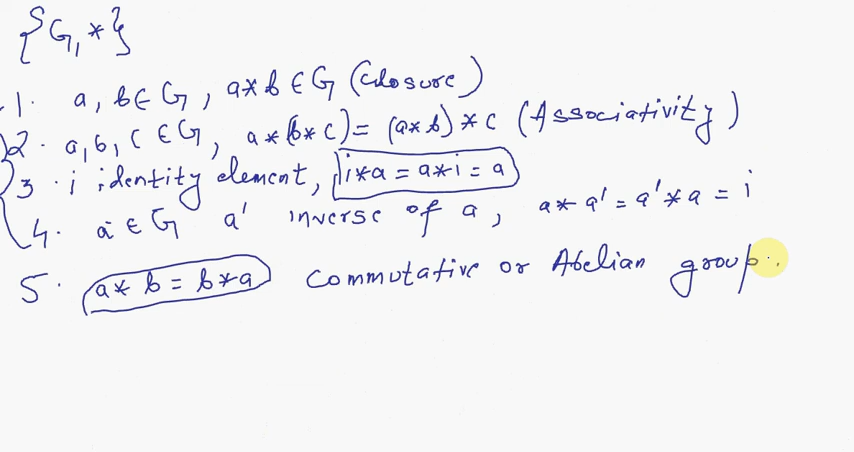 {G, *}
1. a, b ∈ G, a * b ∈ G (Closure)
2. a, b, c ∈ G, a * (b * c) = (a * b) * c (Associativity)
3. i identity element, i * a = a * i = a
4. a ∈ G a' inverse of a, a * a' = a' * a = i
5. a * b = b * a commutative or Abelian group.